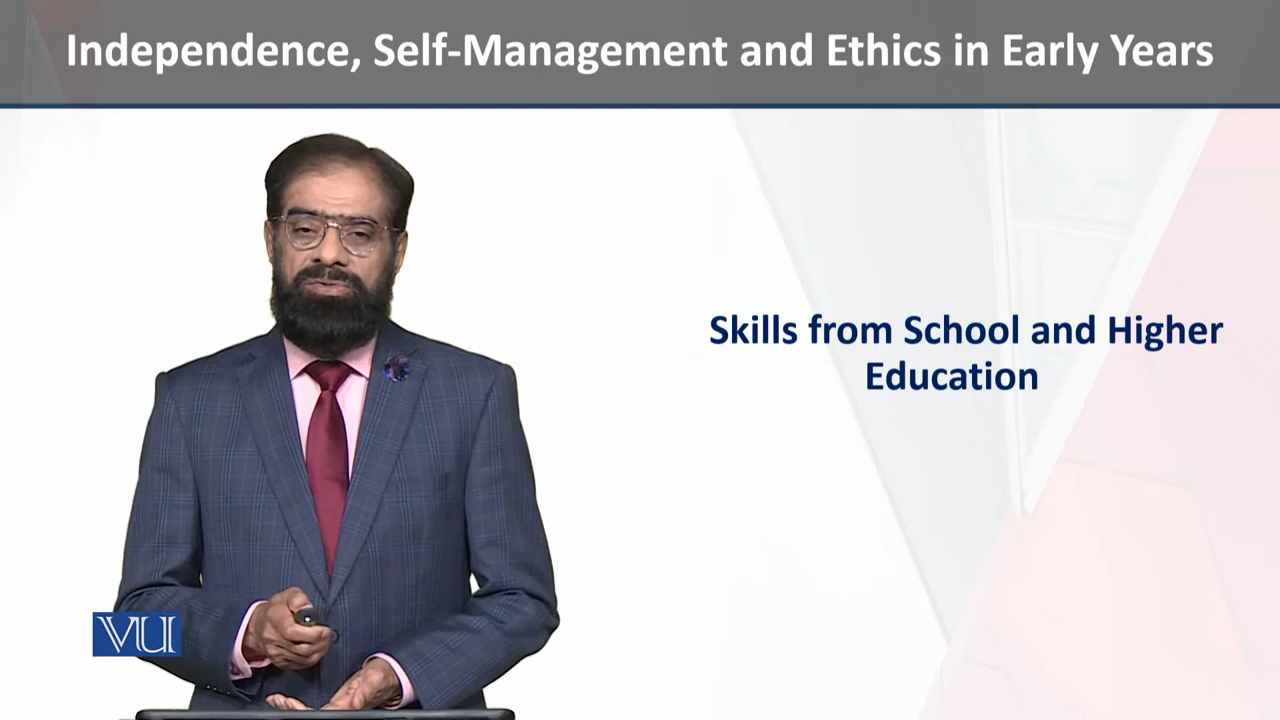 Independence, Self-Management and Ethics in Early Years
Skills from School and Higher
Education
VU